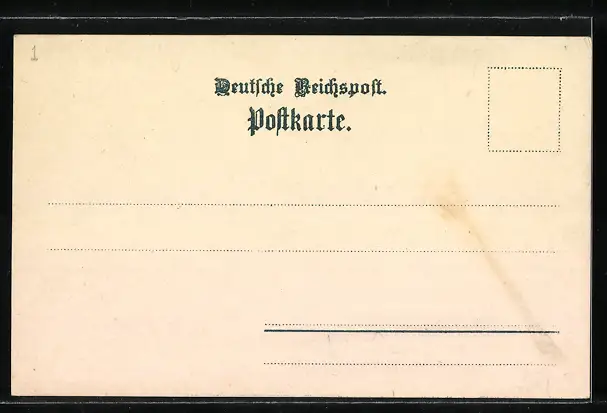 1
Deutsche Reichspost.
Postkarte.